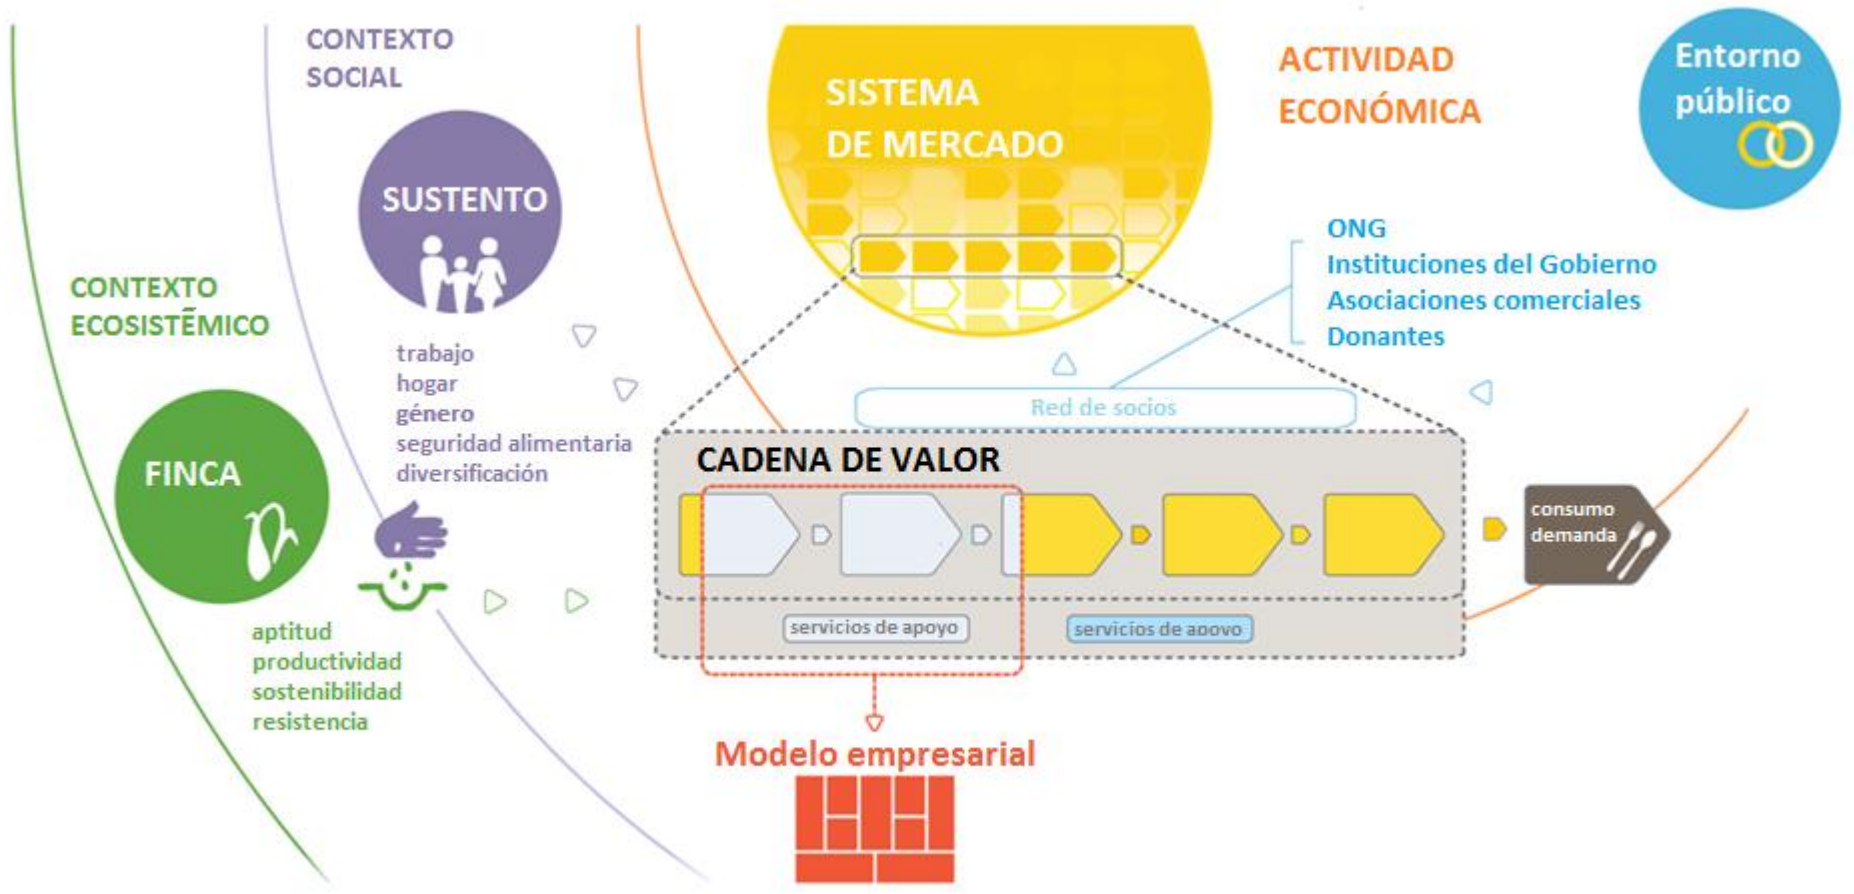 CONTEXTO
SOCIAL
SUSTENTO
trabajo
hogar
género
seguridad alimentaria
diversificación
CONTEXTO
ECOSISTẼMICO
FINCA
aptitud
productividad
sostenibilidad
resistencia
SISTEMA
DE MERCADO
ACTIVIDAD
ECONÓMICA
Entorno
público
ONG
Instituciones del Gobierno
Asociaciones comerciales
Donantes
Red de socios
CADENA DE VALOR
consumo
demanda
servicios de apoyo
servicios de apoyo
Modelo empresarial